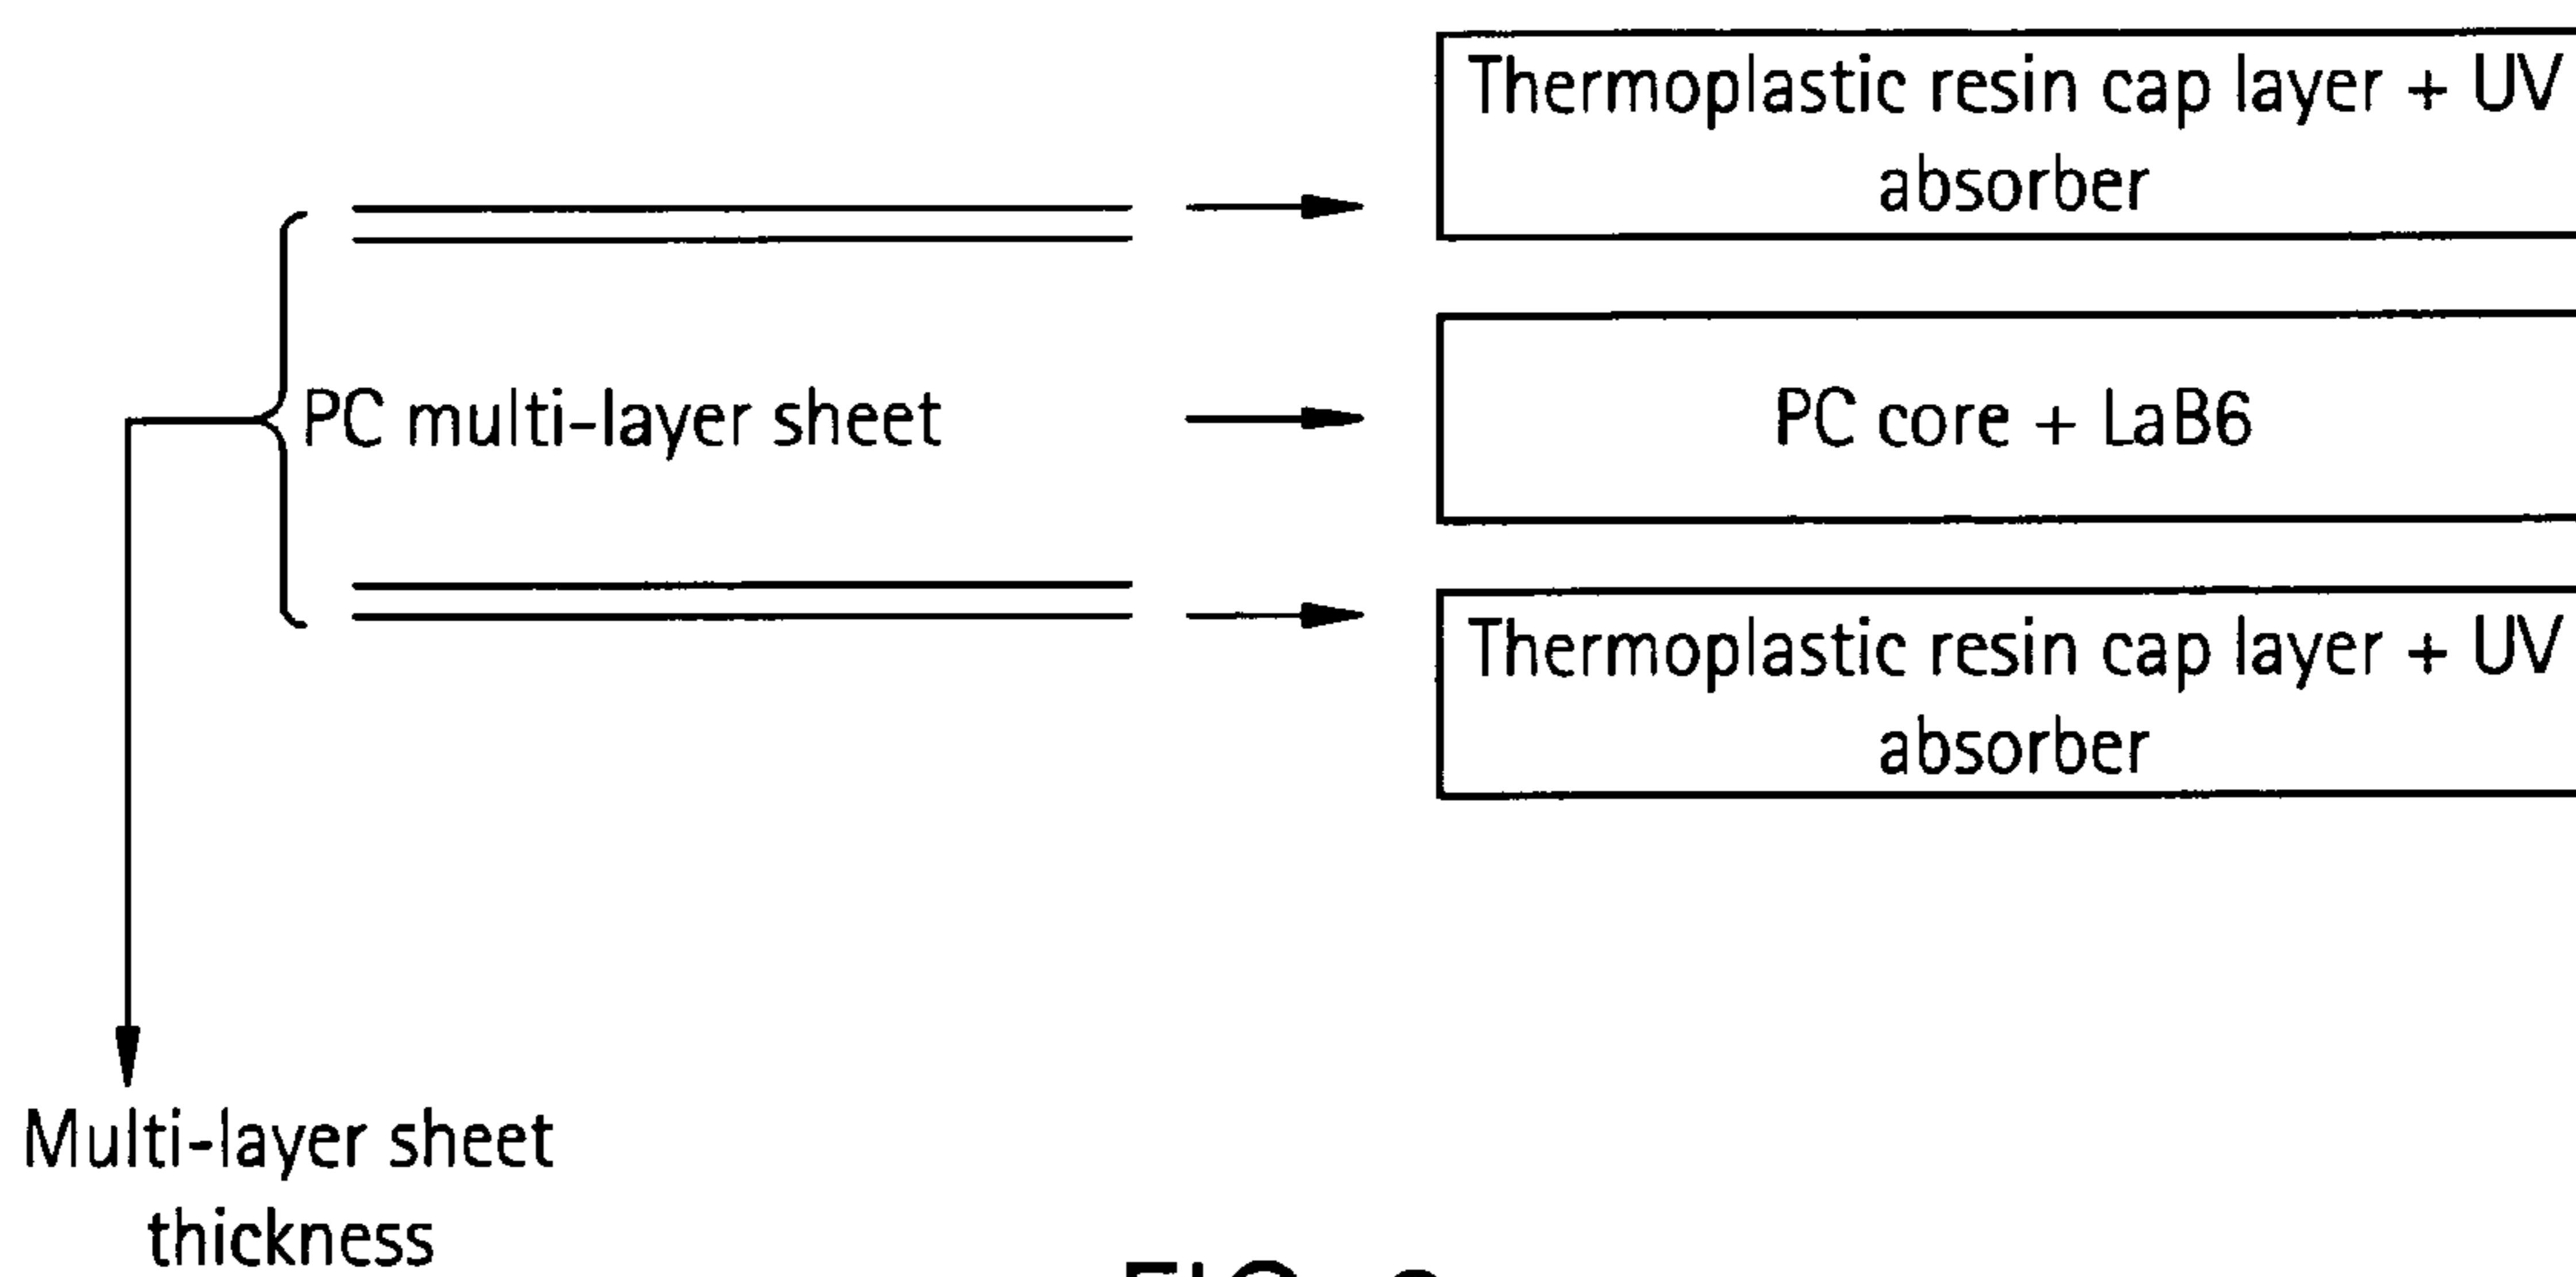 Thermoplastic resin cap layer + UV
absorber
PC multi-layer sheet
PC core + LaB6
Thermoplastic resin cap layer + UV
absorber
Multi-layer sheet
thickness
FIG.